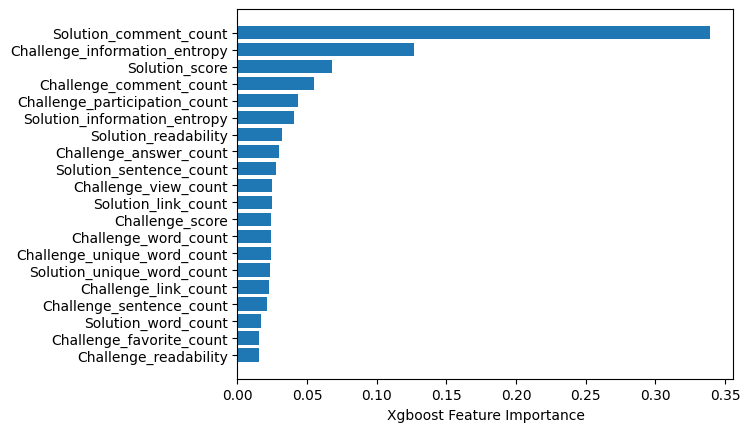 Solution_comment_count
Challenge_information_entropy
Solution_score
Challenge_comment_count
Challenge_participation_count
Solution_information_entropy
Solution_readability
Challenge_answer_count
Solution_sentence_count
Challenge_view_count
Solution_link_count
Challenge_score
Challenge_word_count
Challenge_unique_word_count
Solution_unique_word_count
Challenge_link_count
Challenge_sentence_count
Solution_word_count
Challenge_favorite_count
Challenge_readability
0.00 0.05 0.10 0.15 0.20 0.25 0.30 0.35
Xgboost Feature Importance